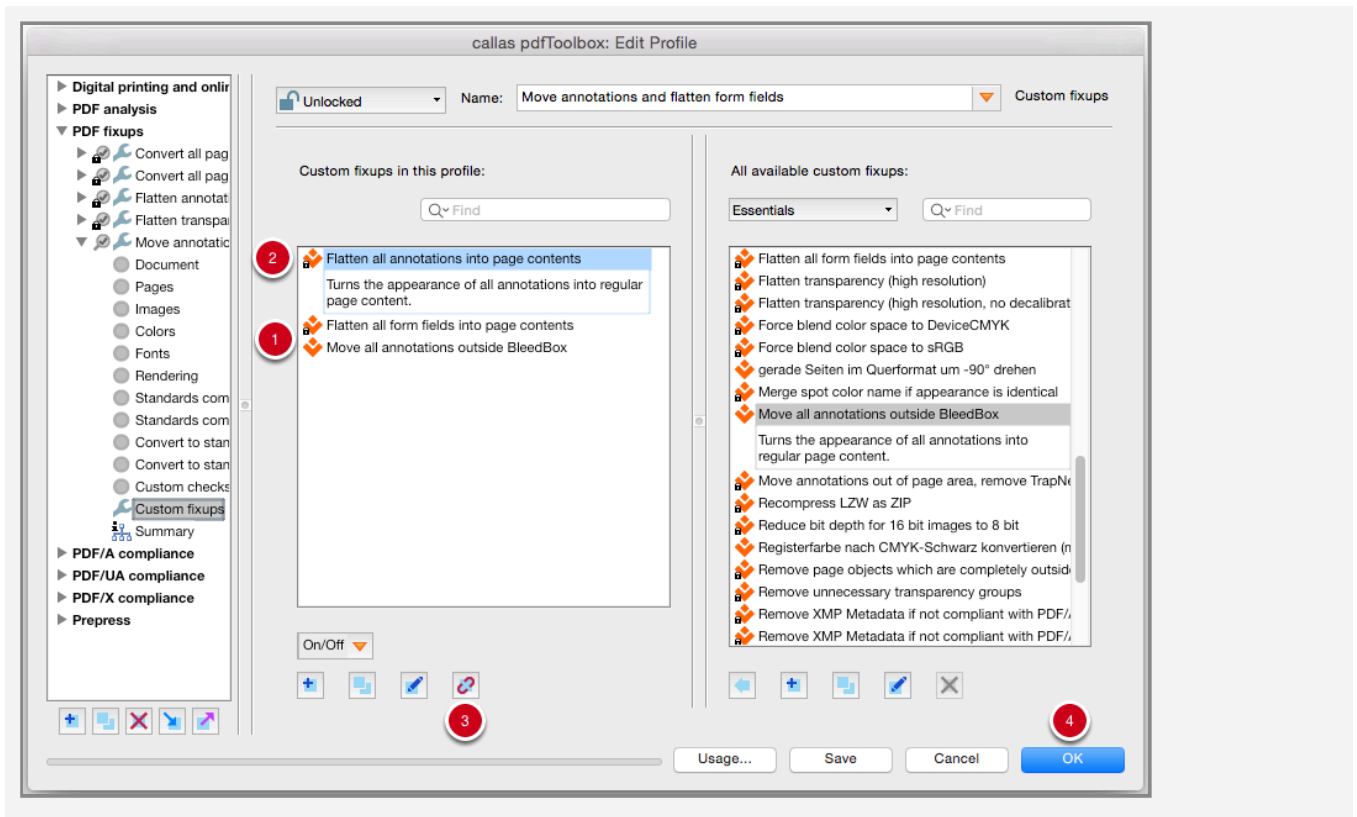 callas pdfToolbox: Edit Profile
Digital printing and onlin
PDF analysis
PDF fixups
Convert all pag
Convert all pag
Flatten annotat
Flatten transpa
Move annotatic
Document
Pages
Images
Colors
Fonts
Rendering
Standards com
Standards com
Convert to stan
Convert to stan
Custom checks
Custom fixups
Summary
PDF/A compliance
PDF/UA compliance
PDF/X compliance
Prepress
Unlocked
Name:
Move annotations and flatten form fields
Custom fixups
Custom fixups in this profile:
Find
2
Flatten all annotations into page contents
Turns the appearance of all annotations into regular
page content.
Flatten all form fields into page contents
1
Move all annotations outside BleedBox
On/Off
3
All available custom fixups:
Essentials
Find
Flatten all form fields into page contents
Flatten transparency (high resolution)
Flatten transparency (high resolution, no decalibrat
Force blend color space to DeviceCMYK
Force blend color space to sRGB
gerade Seiten im Querformat um -90° drehen
Merge spot color name if appearance is identical
Move all annotations outside BleedBox
Turns the appearance of all annotations into
regular page content.
Move annotations out of page area, remove TrapNe
Recompress LZW as ZIP
Reduce bit depth for 16 bit images to 8 bit
Registerfarbe nach CMYK-Schwarz konvertieren (n
Remove page objects which are completely outside
Remove unnecessary transparency groups
Remove XMP Metadata if not compliant with PDF/A
Remove XMP Metadata if not compliant with PDF/A
4
Usage...
Save
Cancel
OK